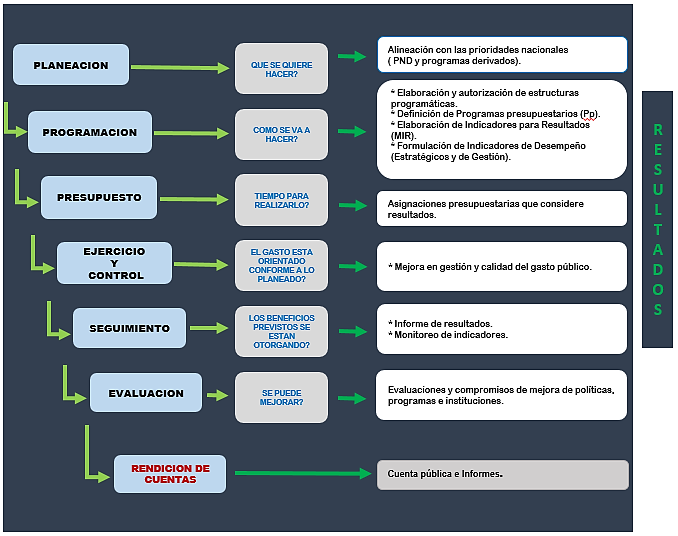 PLANEACION
QUE SE QUIERE
HACER?
Alineación con las prioridades nacionales
( PND y programas derivados).
PROGRAMACION
COMO SE VA A
HACER?
* Elaboración y autorización de estructuras
programáticas.
* Definición de Programas presupuestarios (Pp).
* Elaboración de Indicadores para Resultados
(MIR).
* Formulación de Indicadores de Desempeño
(Estratégicos y de Gestión).
PRESUPUESTO
TIEMPO PARA
REALIZARLO?
Asignaciones presupuestarias que considere
resultados.
EJERCICIO
Y
CONTROL
EL GASTO ESTA
ORIENTADO
CONFORME A LO
PLANEADO?
* Mejora en gestión y calidad del gasto público.
SEGUIMIENTO
LOS BENEFICIOS
PREVISTOS SE
ESTAN
OTORGANDO?
* Informe de resultados.
* Monitoreo de indicadores.
EVALUACION
SE PUEDE
MEJORAR?
Evaluaciones y compromisos de mejora de políticas,
programas e instituciones.
RENDICION DE
CUENTAS
Cuenta pública e Informes.
RESULTADOS